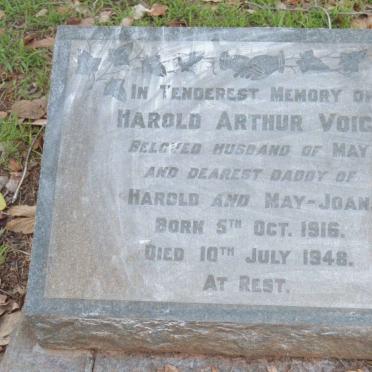 In Tenderest Memory of
Harold Arthur Voig
Beloved Husband of May
and Dearest Daddy of
Harold and May-Joan.
Born 5th Oct. 1916.
Died 10th July 1948.
At Rest.